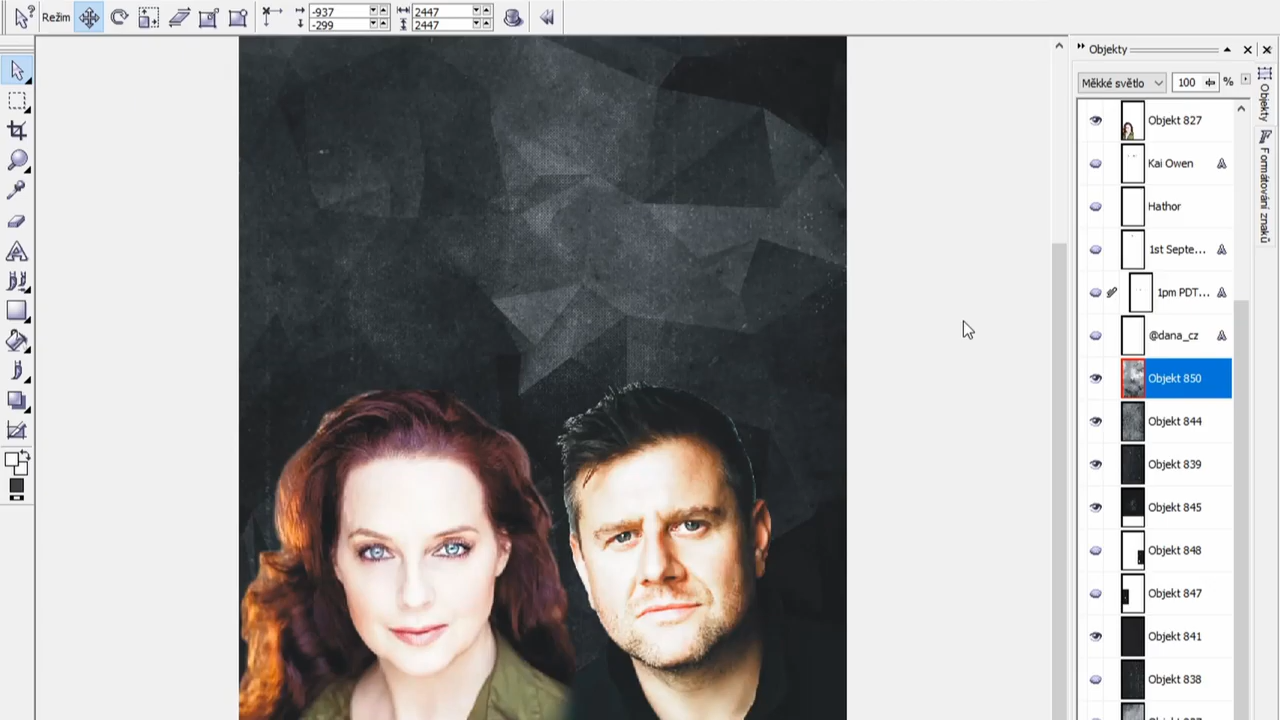 Režim
-937
-299
2447
2447
Objekty
Měkké světlo
100
%
Objekt 827
Kai Owen
Hathor
1st Septe...
1pm PDT...
@dana_cz
Objekt 850
Objekt 844
Objekt 839
Objekt 845
Objekt 848
Objekt 847
Objekt 841
Objekt 838
Objekty
Formátování znaků